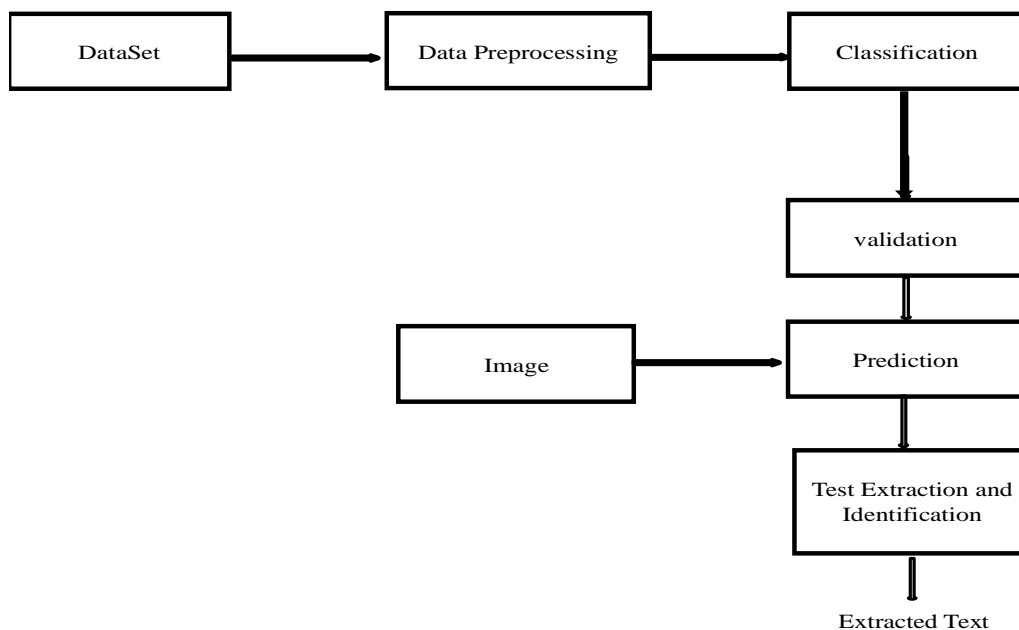 DataSet
Data Preprocessing
Classification
validation
Image
Prediction
Test Extraction and
Identification
Extracted Text